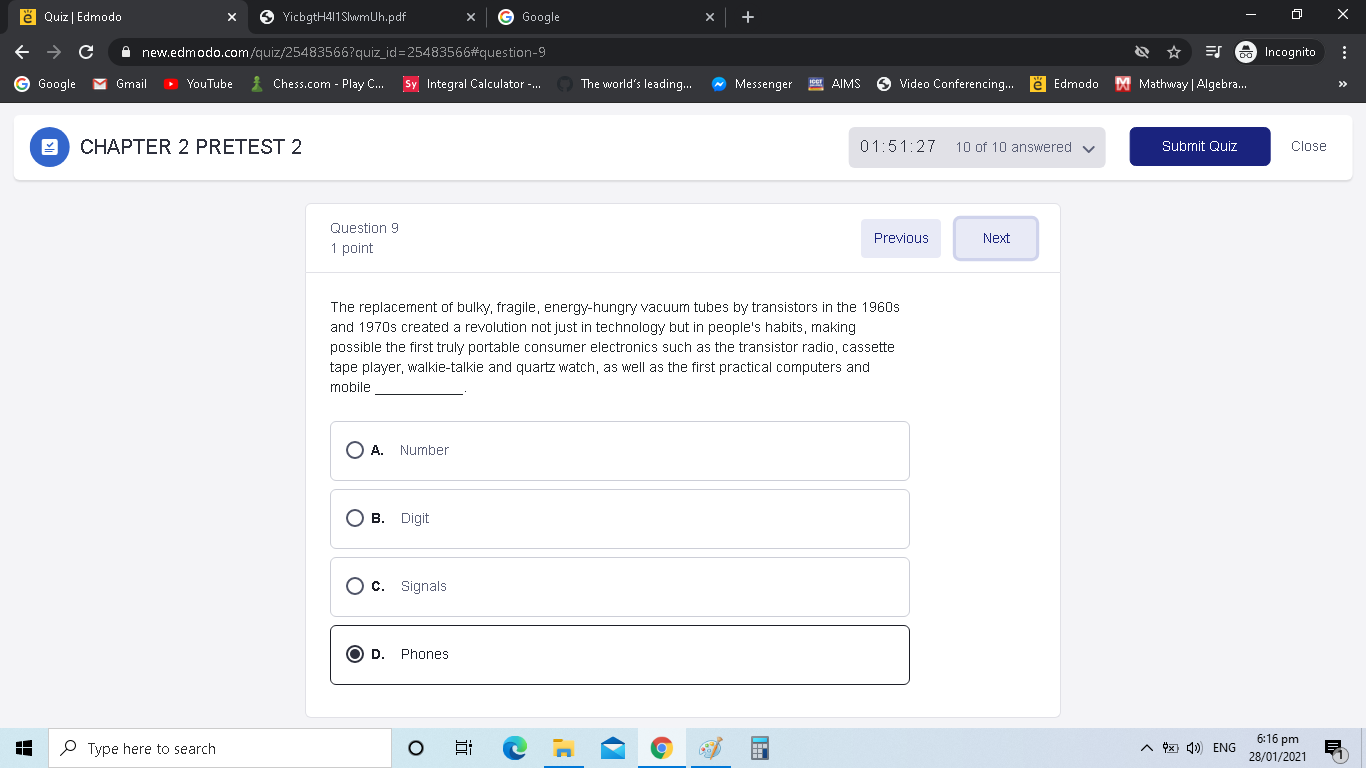 Quiz | Edmodo
YicbgtH4l1SlwmUh.pdf
Google
new.edmodo.com/quiz/25483566?quiz_id=25483566#question-9
Incognito
Google
Gmail
YouTube
Chess.com - Play C...
Sy
Integral Calculator -...
The world's leading...
Messenger
AIMS
Video Conferencing...
Edmodo
Mathway | Algebra...
»
CHAPTER 2 PRETEST 2
01:51:27
10 of 10 answered
Submit Quiz
Close
Question 9
1 point
Previous
Next
The replacement of bulky, fragile, energy-hungry vacuum tubes by transistors in the 1960s
and 1970s created a revolution not just in technology but in people's habits, making
possible the first truly portable consumer electronics such as the transistor radio, cassette
tape player, walkie-talkie and quartz watch, as well as the first practical computers and
mobile ____________.
A. Number
B. Digit
C. Signals
D. Phones
Type here to search
ENG
6:16 pm
28/01/2021
1